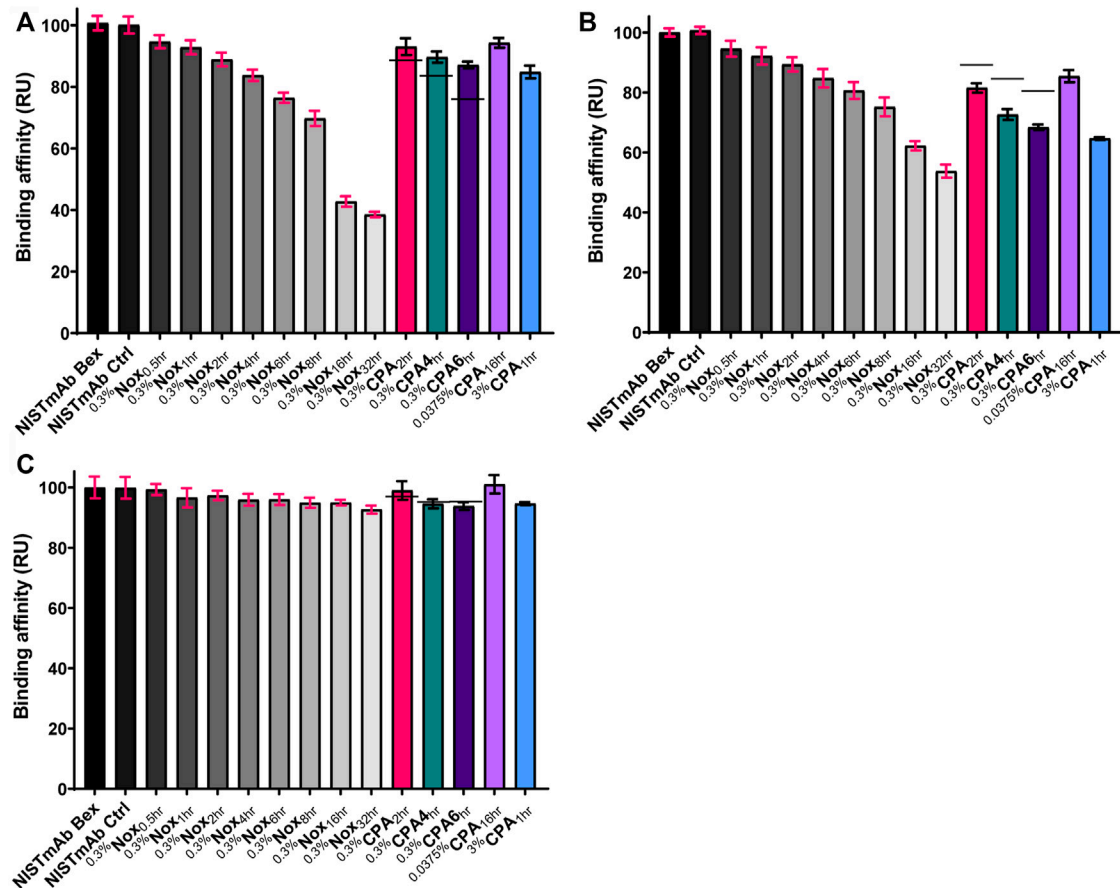 A
Binding affinity (RU)
100
80
60
40
20
0
NISTmAb Bex
NISTmAb Ctrl
0.3%Nox0.5hr
0.3%Nox1hr
0.3%Nox2hr
0.3%Nox4hr
0.3%Nox6hr
0.3%Nox8hr
0.3%Nox16hr
0.3%Nox32hr
0.3%CPA2hr
0.3%CPA4hr
0.3%CPA6hr
0.0375%CPA16hr
3%CPA1hr
B
Binding affinity (RU)
100
80
60
40
20
0
NISTmAb Bex
NISTmAb Ctrl
0.3%Nox0.5hr
0.3%Nox1hr
0.3%Nox2hr
0.3%Nox4hr
0.3%Nox6hr
0.3%Nox8hr
0.3%Nox16hr
0.3%Nox32hr
0.3%CPA2hr
0.3%CPA4hr
0.3%CPA6hr
0.0375%CPA16hr
3%CPA1hr
C
Binding affinity (RU)
100
80
60
40
20
0
NISTmAb Bex
NISTmAb Ctrl
0.3%Nox0.5hr
0.3%Nox1hr
0.3%Nox2hr
0.3%Nox4hr
0.3%Nox6hr
0.3%Nox8hr
0.3%Nox16hr
0.3%Nox32hr
0.3%CPA2hr
0.3%CPA4hr
0.3%CPA6hr
0.0375%CPA16hr
3%CPA1hr